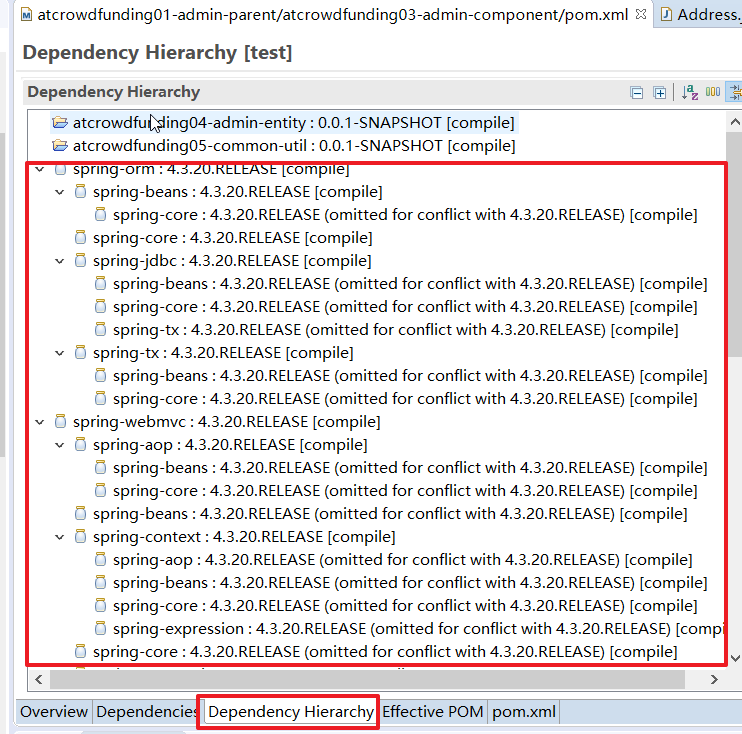 atcrowdfunding01-admin-parent/atcrowdfunding03-admin-component/pom.xml
Address.
Dependency Hierarchy [test]
Dependency Hierarchy
atcrowdfunding04-admin-entity : 0.0.1-SNAPSHOT [compile]
atcrowdfunding05-common-util : 0.0.1-SNAPSHOT [compile]
spring-orm : 4.3.20.RELEASE [compile]
spring-beans : 4.3.20.RELEASE [compile]
spring-core : 4.3.20.RELEASE (omitted for conflict with 4.3.20.RELEASE) [compile]
spring-core : 4.3.20.RELEASE [compile]
spring-jdbc : 4.3.20.RELEASE [compile]
spring-beans : 4.3.20.RELEASE (omitted for conflict with 4.3.20.RELEASE) [compile]
spring-core : 4.3.20.RELEASE (omitted for conflict with 4.3.20.RELEASE) [compile]
spring-tx : 4.3.20.RELEASE (omitted for conflict with 4.3.20.RELEASE) [compile]
spring-tx : 4.3.20.RELEASE [compile]
spring-beans : 4.3.20.RELEASE (omitted for conflict with 4.3.20.RELEASE) [compile]
spring-core : 4.3.20.RELEASE (omitted for conflict with 4.3.20.RELEASE) [compile]
spring-webmvc : 4.3.20.RELEASE [compile]
spring-aop : 4.3.20.RELEASE [compile]
spring-beans : 4.3.20.RELEASE (omitted for conflict with 4.3.20.RELEASE) [compile]
spring-core : 4.3.20.RELEASE (omitted for conflict with 4.3.20.RELEASE) [compile]
spring-beans : 4.3.20.RELEASE (omitted for conflict with 4.3.20.RELEASE) [compile]
spring-context : 4.3.20.RELEASE [compile]
spring-aop : 4.3.20.RELEASE (omitted for conflict with 4.3.20.RELEASE) [compile]
spring-beans : 4.3.20.RELEASE (omitted for conflict with 4.3.20.RELEASE) [compile]
spring-core : 4.3.20.RELEASE (omitted for conflict with 4.3.20.RELEASE) [compile]
spring-expression : 4.3.20.RELEASE (omitted for conflict with 4.3.20.RELEASE) [compi
spring-core : 4.3.20.RELEASE (omitted for conflict with 4.3.20.RELEASE) [compile]
Overview Dependencies Dependency Hierarchy Effective POM pom.xml